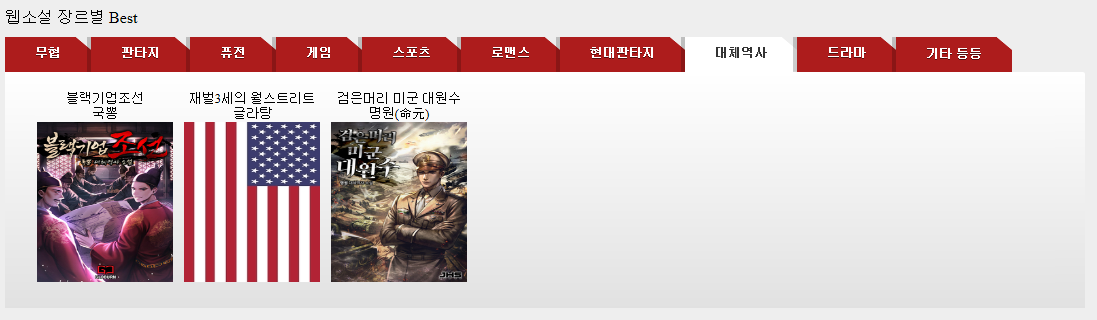 웹소설 장르별 Best
무협 판타지 퓨전 게임 스포츠 로맨스 현대판타지 대체역사 드라마 기타 등등
블랙기업조선 재벌3세의 월스트리트 검은머리 미군 대원수
국뽕 글라탕 명원(命元)
블랙기업 조선
검은머리
미군
대원수